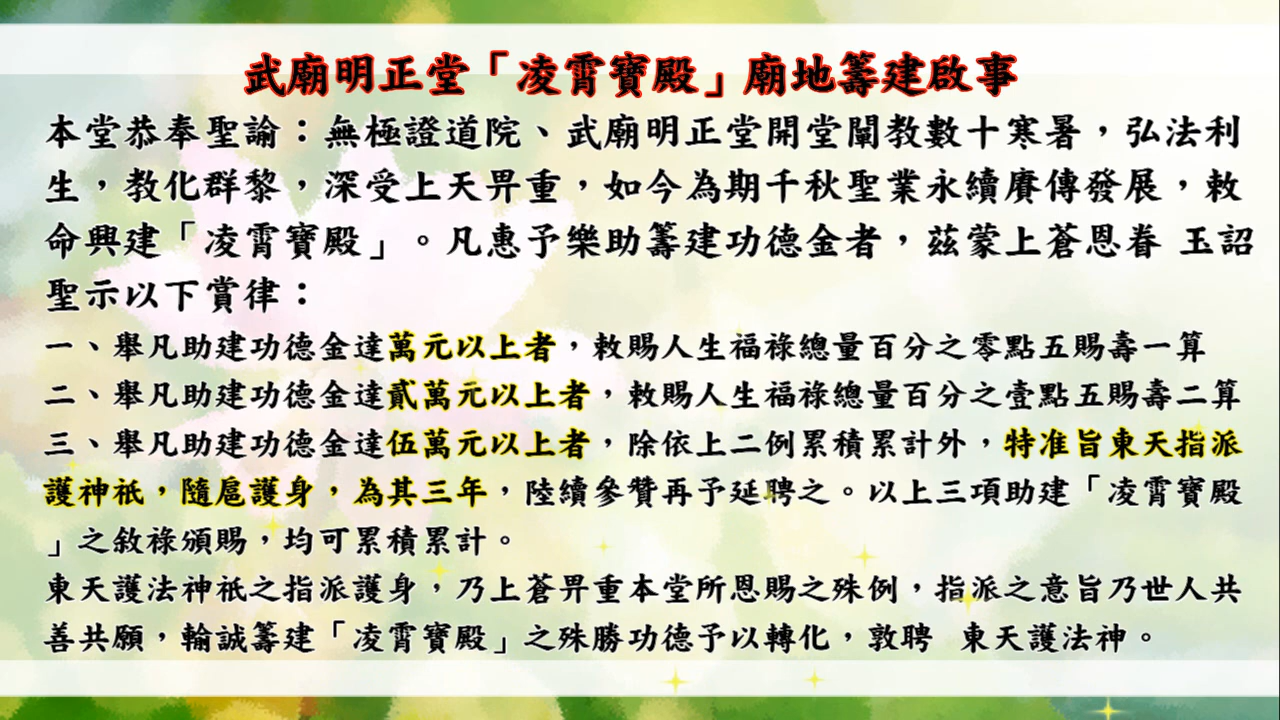 武廟明正堂「凌霄寶殿」廟地籌建啟事
本堂恭奉聖諭：無極證道院、武廟明正堂開堂闡教數十寒暑，弘法利
生，教化群黎，深受上天畀重，如今為期千秋聖業永續賡傳發展，敕
命興建「凌霄寶殿」。凡惠予樂助籌建功德金者，茲蒙上蒼恩眷 玉詔
聖示以下賞律：
一、舉凡助建功德金達萬元以上者，敕賜人生福祿總量百分之零點五賜壽一算
二、舉凡助建功德金達貳萬元以上者，敕賜人生福祿總量百分之壹點五賜壽二算
三、舉凡助建功德金達伍萬元以上者，除依上二例累積累計外，特准旨東天指派
護神祇，隨扈護身，為其三年，陸續參贊再予延聘之。以上三項助建「凌霄寶殿
」之敘祿頒賜，均可累積累計。
東天護法神祇之指派護身，乃上蒼畀重本堂所恩賜之殊例，指派之意旨乃世人共
善共願，輸誠籌建「凌霄寶殿」之殊勝功德予以轉化，敦聘 東天護法神。